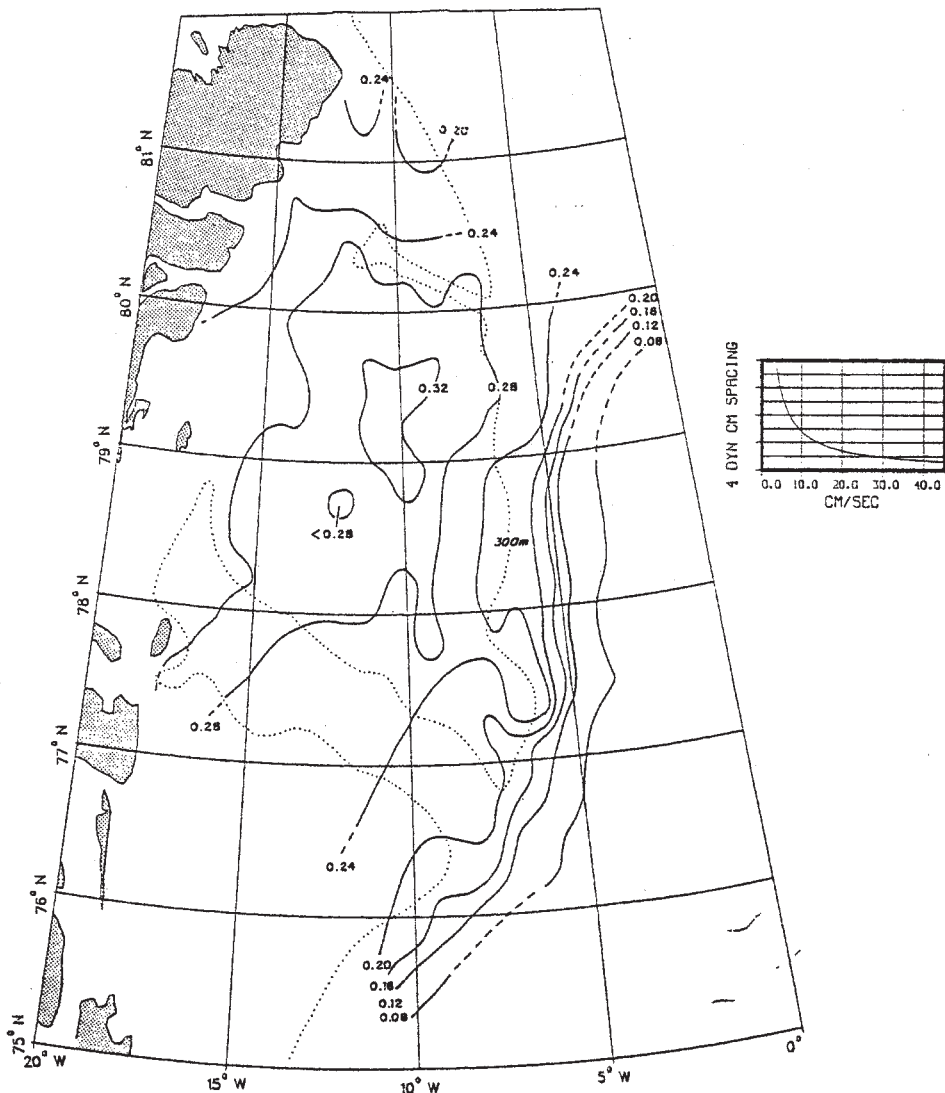 0.24
0.20
81° N
0.24
0.24
80° N
0.20
0.16
0.12
0.08
0.32
0.28
79° N
<0.28
300m
78° N
0.28
77° N
0.24
76° N
0.20
0.16
0.12
0.08
75° N
20° W
15° W
10° W
5° W
0°
4 DYN CM SPACING
0.0 10.0 20.0 30.0 40.0
CM/SEC